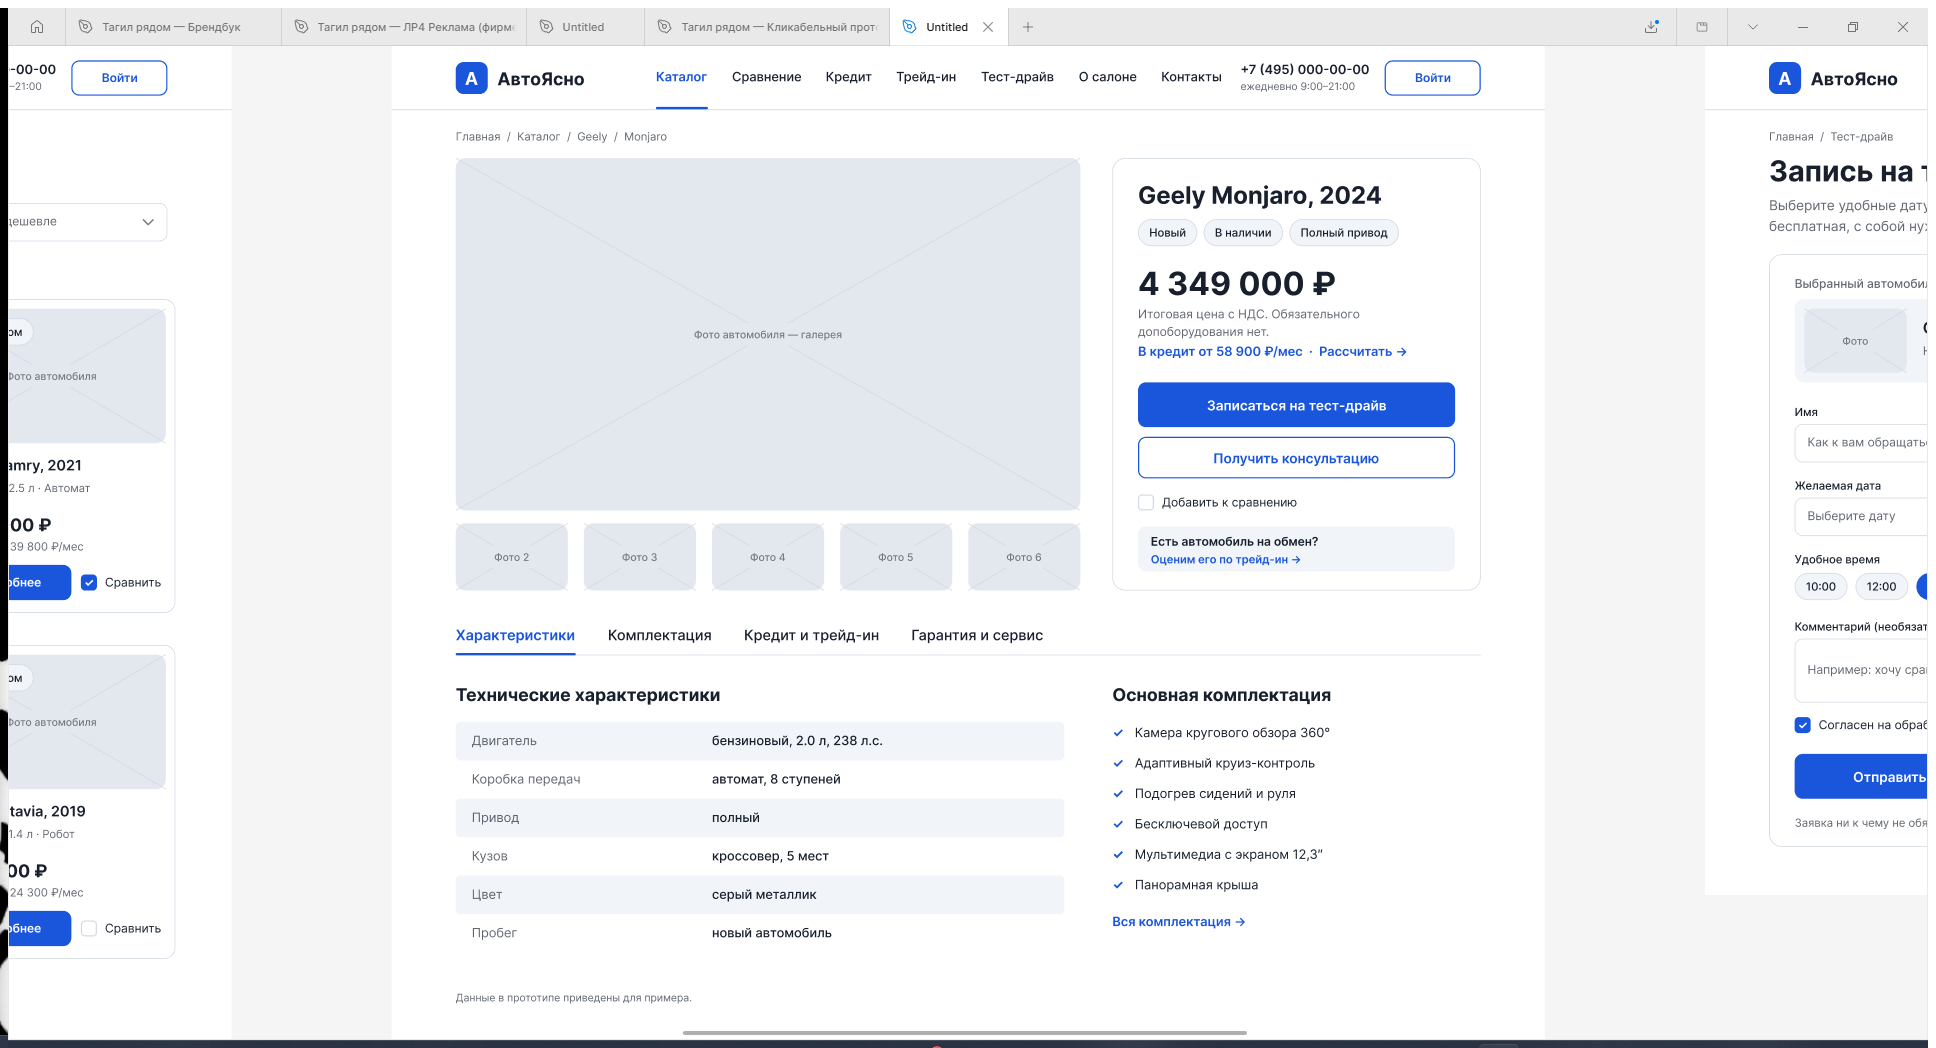 Тагил рядом — Брендбук
Тагил рядом — ЛР4 Реклама (фирм
Untitled
Тагил рядом — Кликабельный прот
Untitled
-00-00
–21:00
Войти
дешевле
ом
Фото автомобиля
amry, 2021
2.5 л · Автомат
00 ₽
39 800 ₽/мес
обнее
Сравнить
ом
Фото автомобиля
tavia, 2019
1.4 л · Робот
00 ₽
24 300 ₽/мес
обнее
Сравнить
А АвтоЯсно
Каталог
Сравнение
Кредит
Трейд-ин
Тест-драйв
О салоне
Контакты
+7 (495) 000-00-00
ежедневно 9:00–21:00
Войти
Главная / Каталог / Geely / Monjaro
Фото автомобиля — галерея
Фото 2
Фото 3
Фото 4
Фото 5
Фото 6
Geely Monjaro, 2024
Новый
В наличии
Полный привод
4 349 000 ₽
Итоговая цена с НДС. Обязательного
допоборудования нет.
В кредит от 58 900 ₽/мес · Рассчитать →
Записаться на тест-драйв
Получить консультацию
Добавить к сравнению
Есть автомобиль на обмен?
Оценим его по трейд-ин →
Характеристики
Комплектация
Кредит и трейд-ин
Гарантия и сервис
Технические характеристики
Двигатель
бензиновый, 2.0 л, 238 л.с.
Коробка передач
автомат, 8 ступеней
Привод
полный
Кузов
кроссовер, 5 мест
Цвет
серый металлик
Пробег
новый автомобиль
Основная комплектация
Камера кругового обзора 360°
Адаптивный круиз-контроль
Подогрев сидений и руля
Бесключевой доступ
Мультимедиа с экраном 12,3″
Панорамная крыша
Вся комплектация →
Данные в прототипе приведены для примера.
А АвтоЯсно
Главная / Тест-драйв
Запись на т
Выберите удобные дату
бесплатная, с собой ну
Выбранный автомобил
Фото
Имя
Как к вам обращать
Желаемая дата
Выберите дату
Удобное время
10:00
12:00
Комментарий (необязат
Например: хочу сра
Согласен на обраб
Отправить
Заявка ни к чему не обя